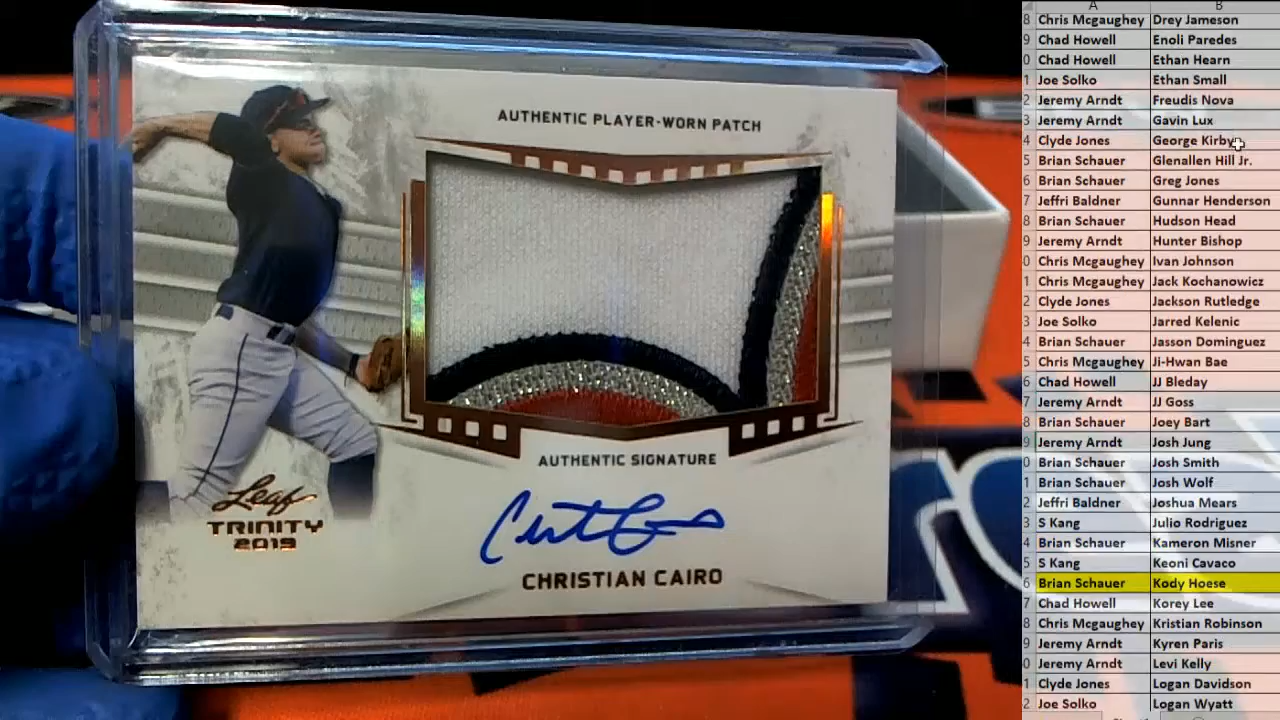 AUTHENTIC PLAYER-WORN PATCH
AUTHENTIC SIGNATURE
CHRISTIAN CAIRO
Leaf
TRINITY
2019
A B
8 Chris Mcgaughey Drey Jameson
9 Chad Howell Enoli Paredes
0 Chad Howell Ethan Hearn
1 Joe Solko Ethan Small
2 Jeremy Arndt Freudis Nova
3 Jeremy Arndt Gavin Lux
4 Clyde Jones George Kirby
5 Brian Schauer Glenallen Hill Jr.
6 Brian Schauer Greg Jones
7 Jeffri Baldner Gunnar Henderson
8 Brian Schauer Hudson Head
9 Jeremy Arndt Hunter Bishop
0 Chris Mcgaughey Ivan Johnson
1 Chris Mcgaughey Jack Kochanowicz
2 Clyde Jones Jackson Rutledge
3 Joe Solko Jarred Kelenic
4 Brian Schauer Jasson Dominguez
5 Chris Mcgaughey Ji-Hwan Bae
6 Chad Howell JJ Bleday
7 Jeremy Arndt JJ Goss
8 Brian Schauer Joey Bart
9 Jeremy Arndt Josh Jung
0 Brian Schauer Josh Smith
1 Brian Schauer Josh Wolf
2 Jeffri Baldner Joshua Mears
3 S Kang Julio Rodriguez
4 Brian Schauer Kameron Misner
5 S Kang Keoni Cavaco
6 Brian Schauer Kody Hoese
7 Chad Howell Korey Lee
8 Chris Mcgaughey Kristian Robinson
9 Jeremy Arndt Kyren Paris
0 Jeremy Arndt Levi Kelly
1 Clyde Jones Logan Davidson
2 Joe Solko Logan Wyatt